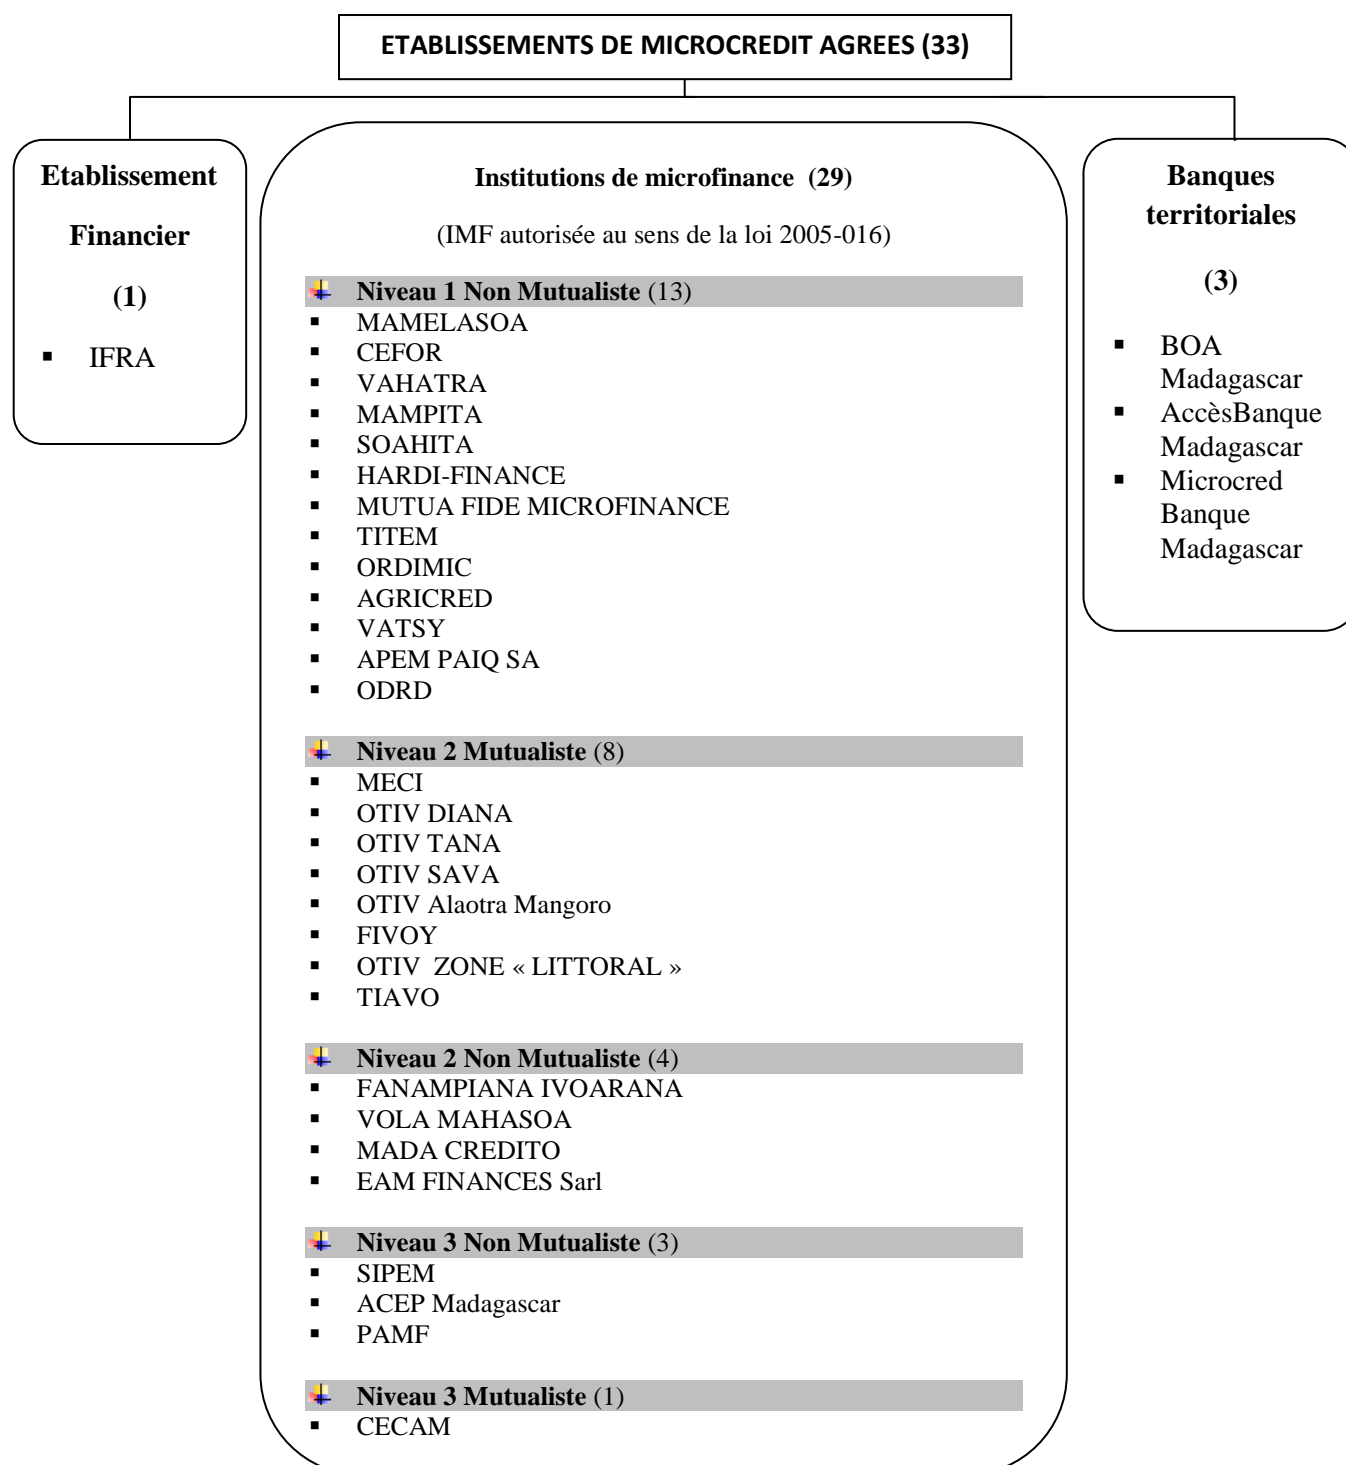 ETABLISSEMENTS DE MICROCREDIT AGREES (33)
Etablissement
Financier
(1)
▪ IFRA
Institutions de microfinance (29)
(IMF autorisée au sens de la loi 2005-016)
Niveau 1 Non Mutualiste (13)
▪ MAMELASOA
▪ CEFOR
▪ VAHATRA
▪ MAMPITA
▪ SOAHITA
▪ HARDI-FINANCE
▪ MUTUA FIDE MICROFINANCE
▪ TITEM
▪ ORDIMIC
▪ AGRICRED
▪ VATSY
▪ APEM PAIQ SA
▪ ODRD
Niveau 2 Mutualiste (8)
▪ MECI
▪ OTIV DIANA
▪ OTIV TANA
▪ OTIV SAVA
▪ OTIV Alaotra Mangoro
▪ FIVOY
▪ OTIV ZONE « LITTORAL »
▪ TIAVO
Niveau 2 Non Mutualiste (4)
▪ FANAMPIANA IVOARANA
▪ VOLA MAHASOA
▪ MADA CREDITO
▪ EAM FINANCES Sarl
Niveau 3 Non Mutualiste (3)
▪ SIPEM
▪ ACEP Madagascar
▪ PAMF
Niveau 3 Mutualiste (1)
▪ CECAM
Banques
territoriales
(3)
▪ BOA
Madagascar
▪ AccèsBanque
Madagascar
▪ Microcred
Banque
Madagascar